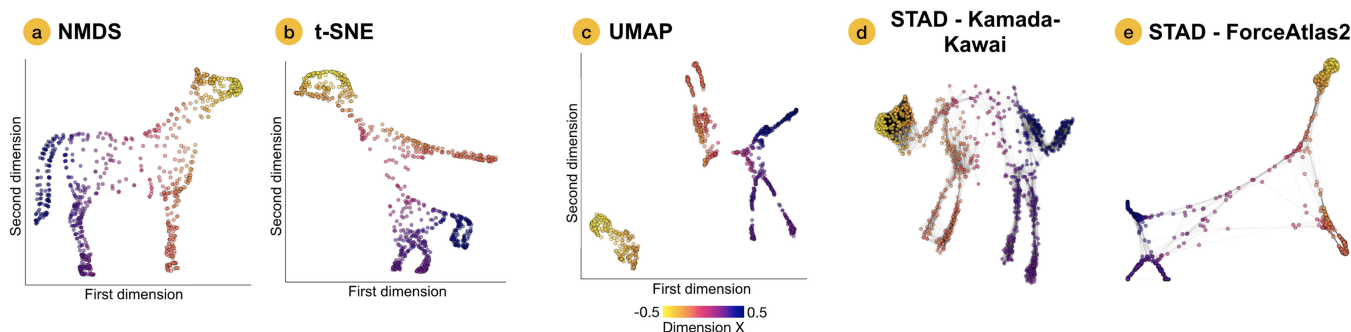 a NMDS
b t-SNE
c UMAP
d STAD - Kamada-
Kawai
e STAD - ForceAtlas2
Second dimension
First dimension
Second dimension
First dimension
Second dimension
First dimension
-0.5 0.5
Dimension X